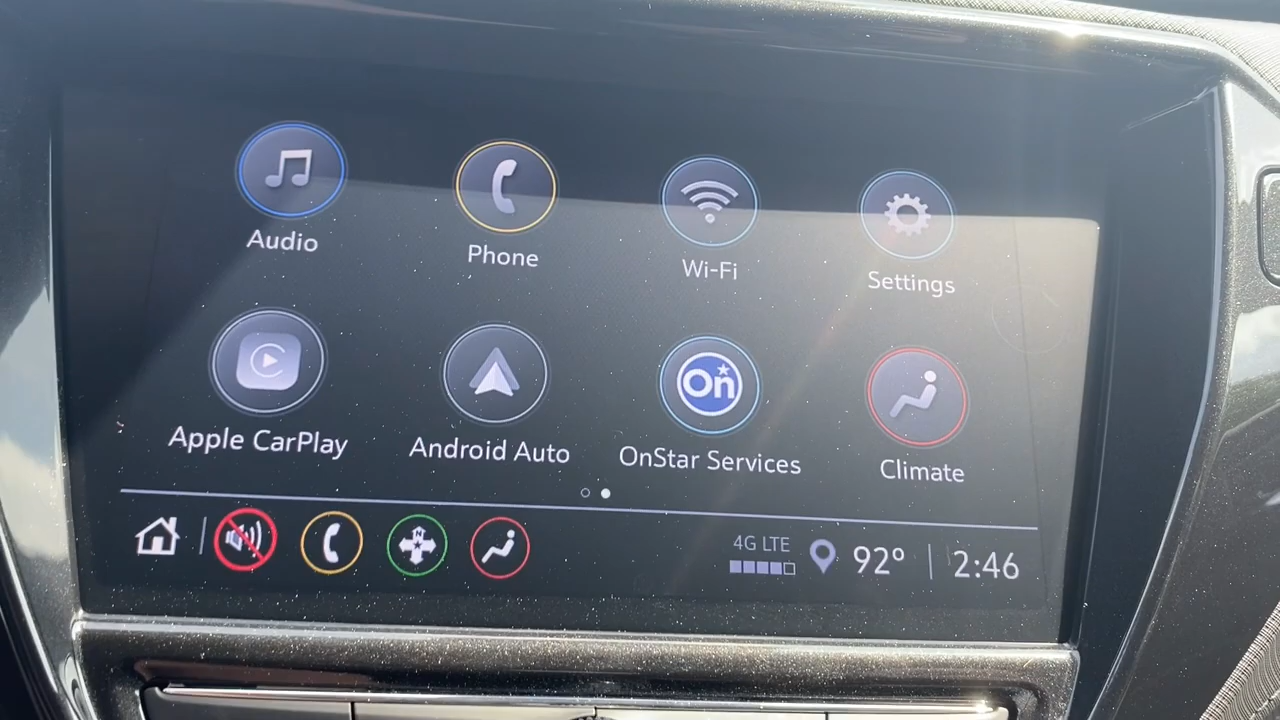 Audio
Phone
Wi-Fi
Settings
Apple CarPlay
Android Auto
On
OnStar Services
Climate
N
4G LTE
92°
2:46